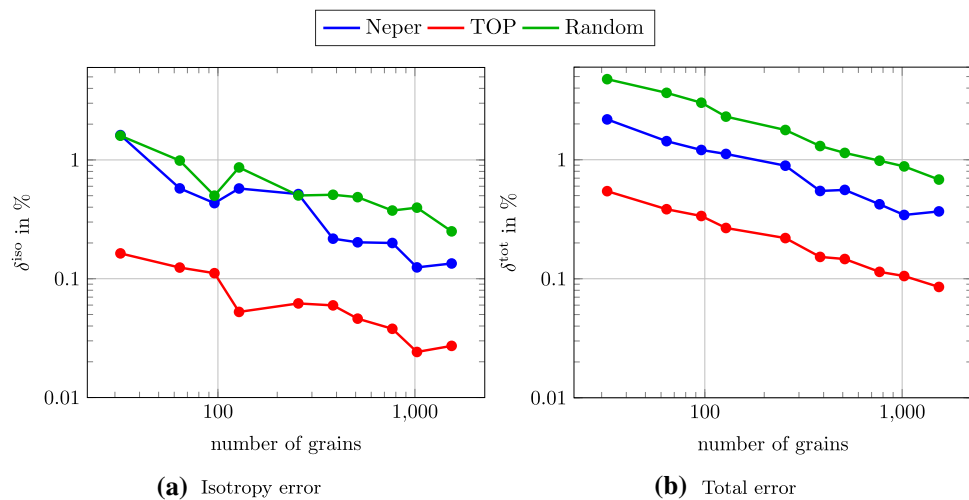 Neper TOP Random
1
0.1
0.01
100
1,000
δ^iso in %
number of grains
(a) Isotropy error
1
0.1
0.01
100
1,000
δ^tot in %
number of grains
(b) Total error